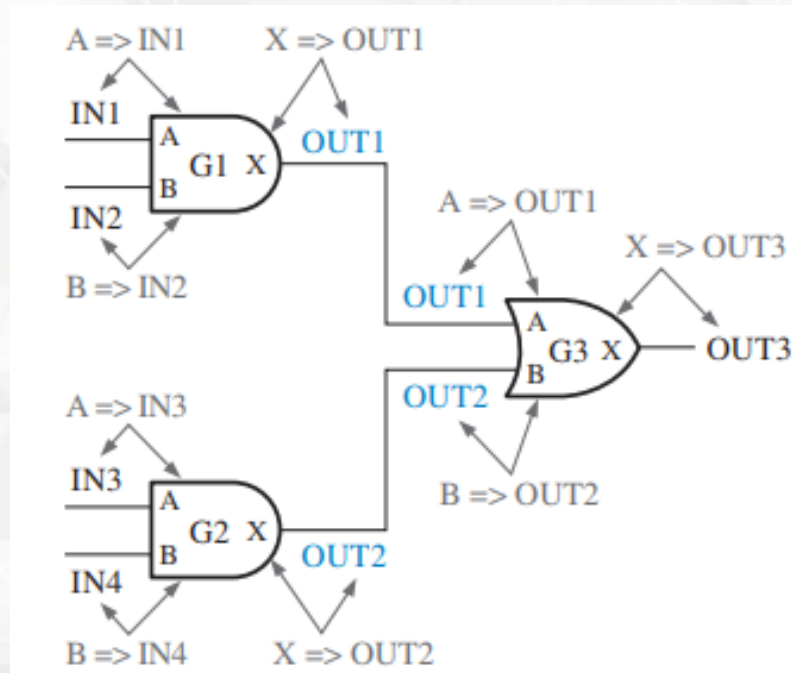 A => IN1
X => OUT1
IN1
A
G1 X
OUT1
B
IN2
B => IN2
A => OUT1
X => OUT3
OUT1
A
G3 X
OUT3
B
OUT2
B => OUT2
A => IN3
IN3
A
G2 X
B
OUT2
IN4
B => IN4
X => OUT2